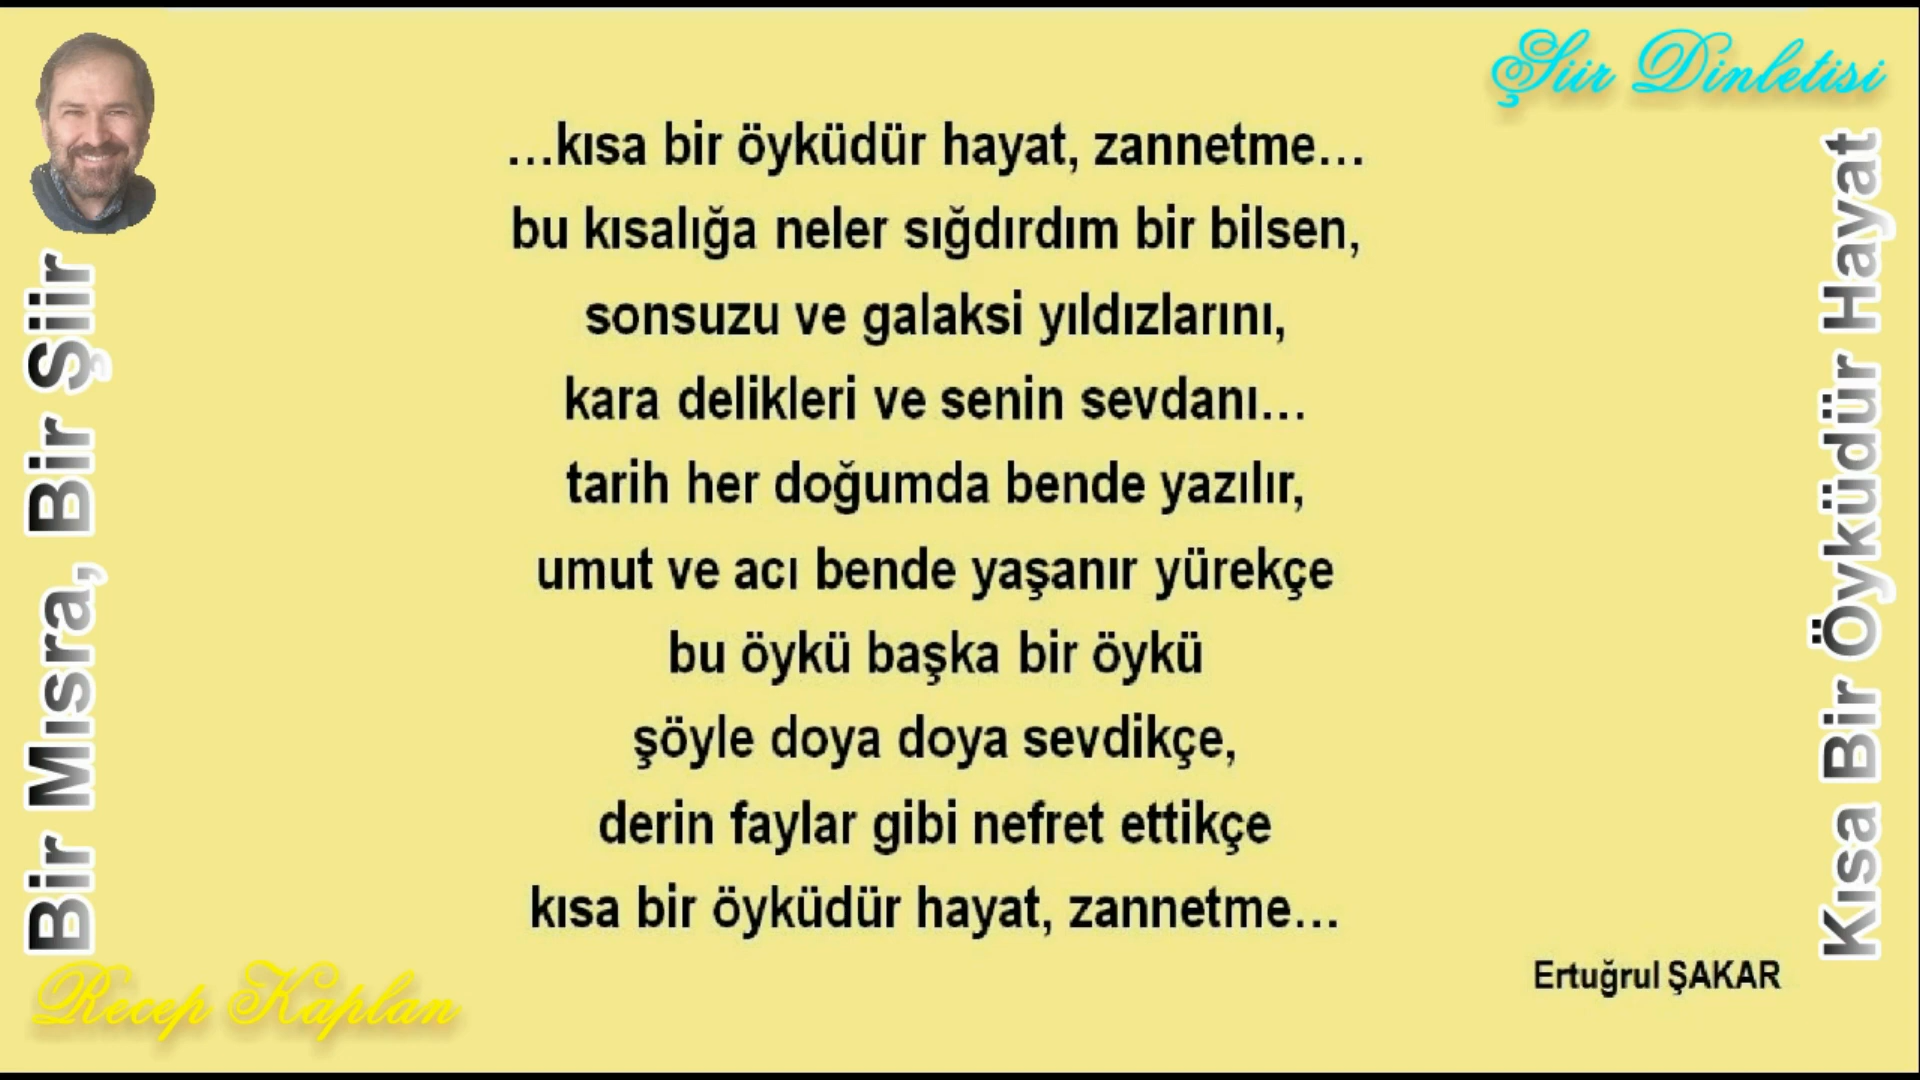 Şiir Dinletisi
Bir Mısra, Bir Şiir
...kısa bir öyküdür hayat, zannetme...
bu kısalığa neler sığdırdım bir bilsen,
sonsuzu ve galaksi yıldızlarını,
kara delikleri ve senin sevdanı...
tarih her doğumda bende yazılır,
umut ve acı bende yaşanır yürekçe
bu öykü başka bir öykü
şöyle doya doya sevdikçe,
derin faylar gibi nefret ettikçe
kısa bir öyküdür hayat, zannetme...
Ertuğrul ŞAKAR
Kısa Bir Öyküdür Hayat
Recep Kaplan